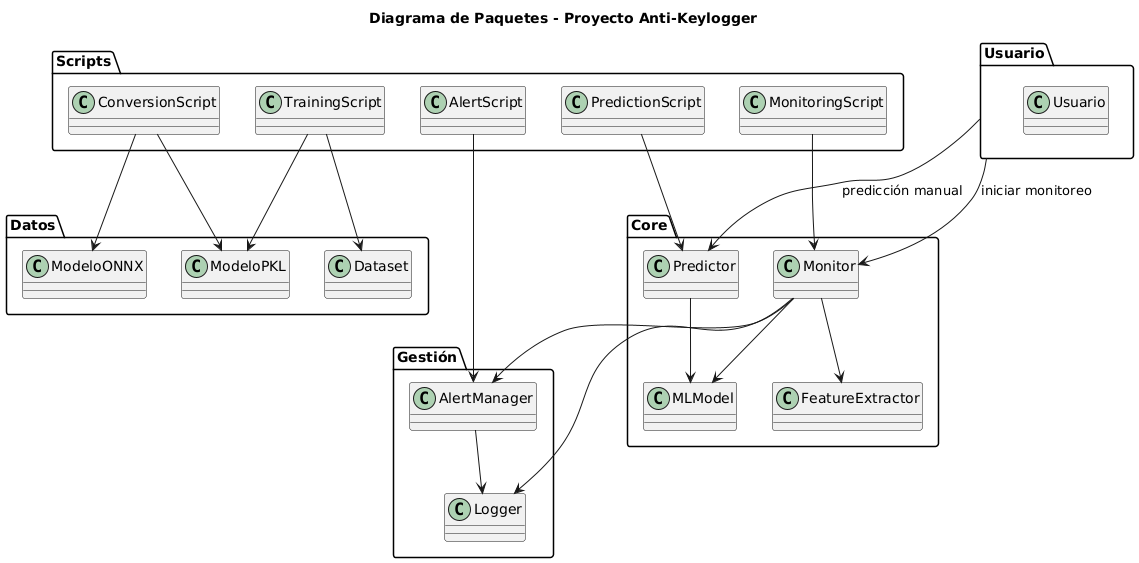 Diagrama de Paquetes - Proyecto Anti-Keylogger
Scripts
Usuario
C ConversionScript
C TrainingScript
C AlertScript
C PredictionScript
C MonitoringScript
C Usuario
predicción manual
iniciar monitoreo
Datos
Core
C ModeloONNX
C ModeloPKL
C Dataset
C Predictor
C Monitor
Gestión
C AlertManager
C MLModel
C FeatureExtractor
C Logger